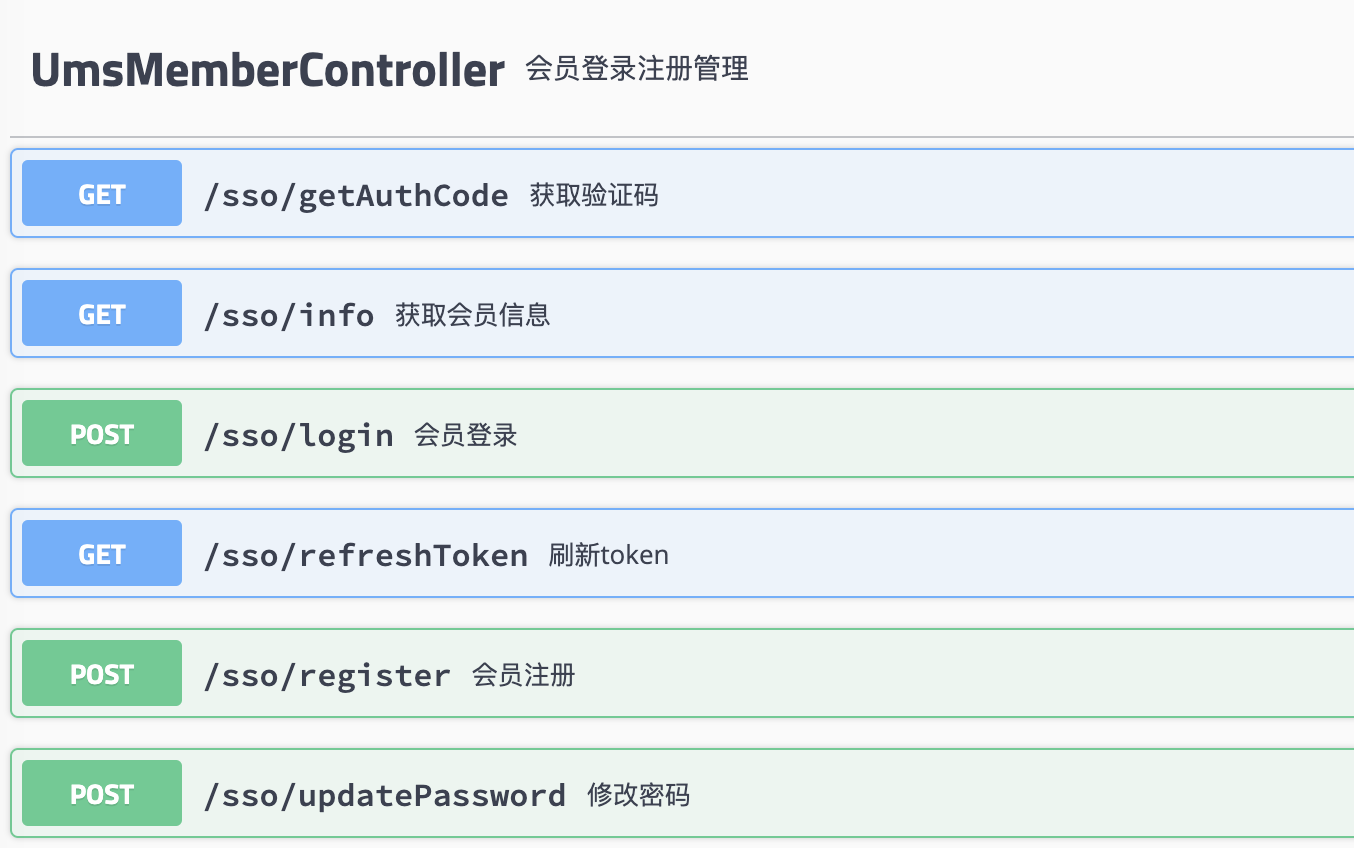 UmsMemberController 会员登录注册管理
GET /sso/getAuthCode 获取验证码
GET /sso/info 获取会员信息
POST /sso/login 会员登录
GET /sso/refreshToken 刷新token
POST /sso/register 会员注册
POST /sso/updatePassword 修改密码